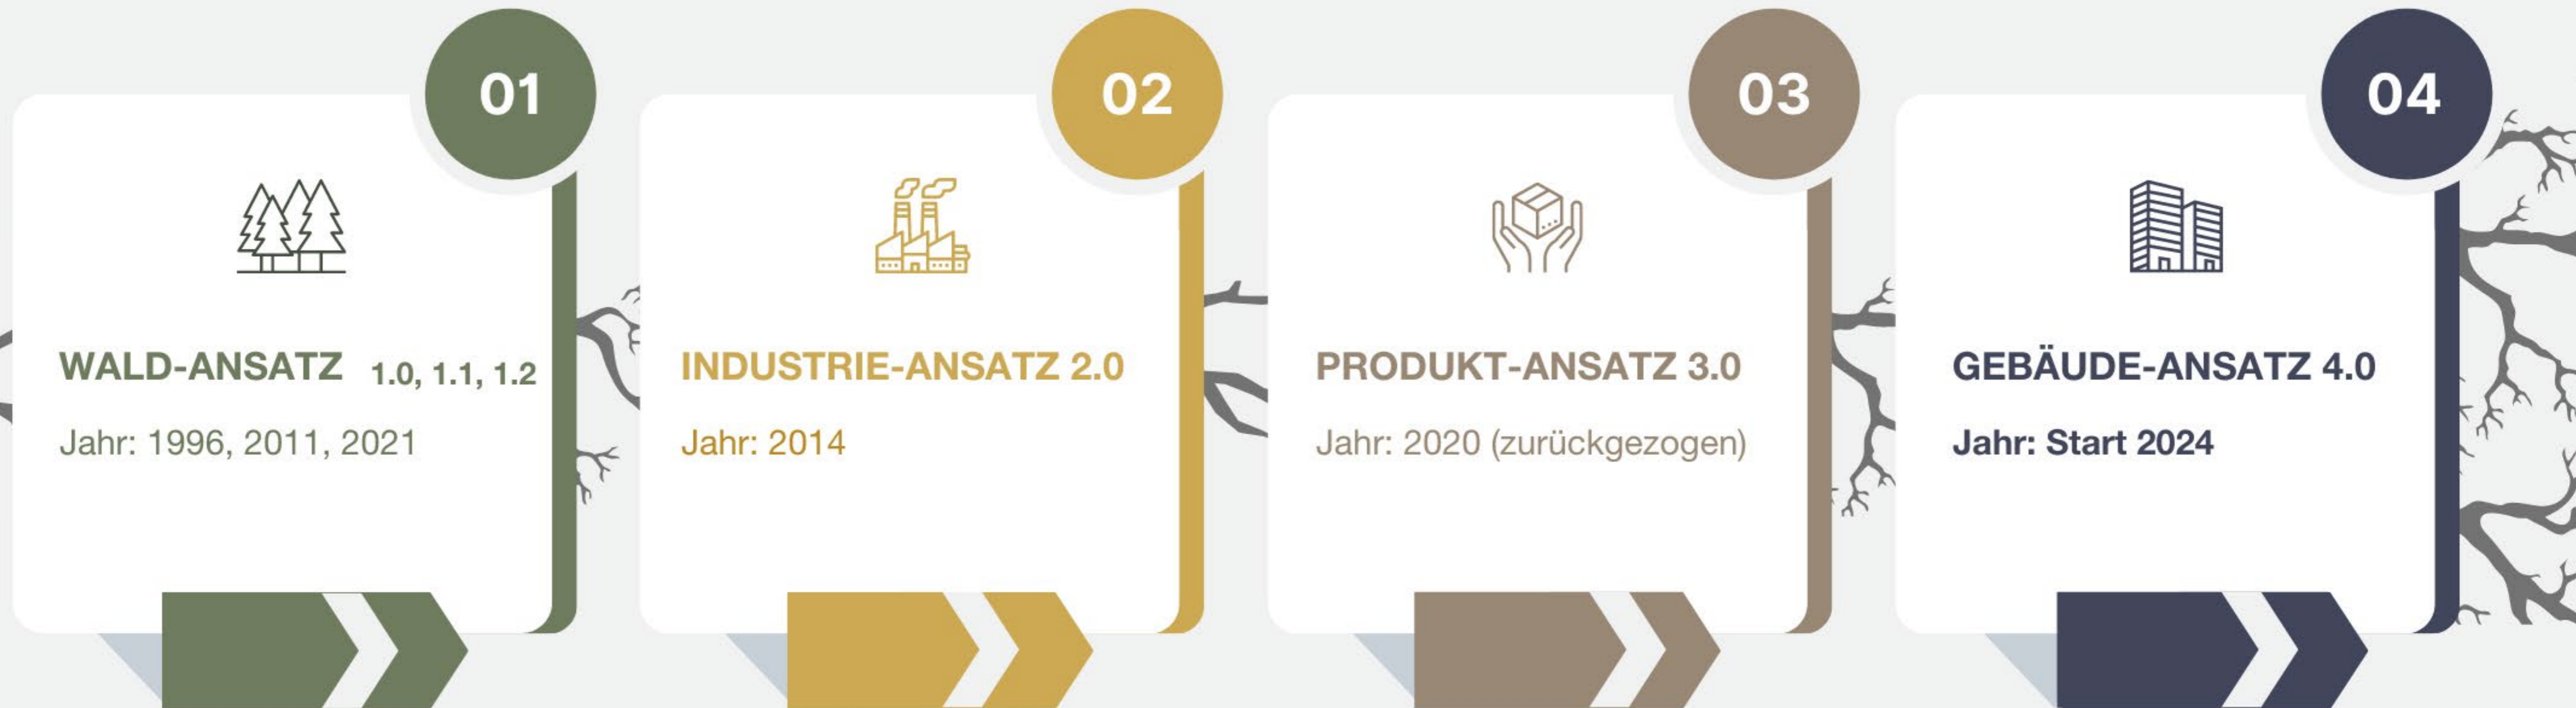 01
WALD-ANSATZ 1.0, 1.1, 1.2
Jahr: 1996, 2011, 2021
02
INDUSTRIE-ANSATZ 2.0
Jahr: 2014
03
PRODUKT-ANSATZ 3.0
Jahr: 2020 (zurückgezogen)
04
GEBÄUDE-ANSATZ 4.0
Jahr: Start 2024